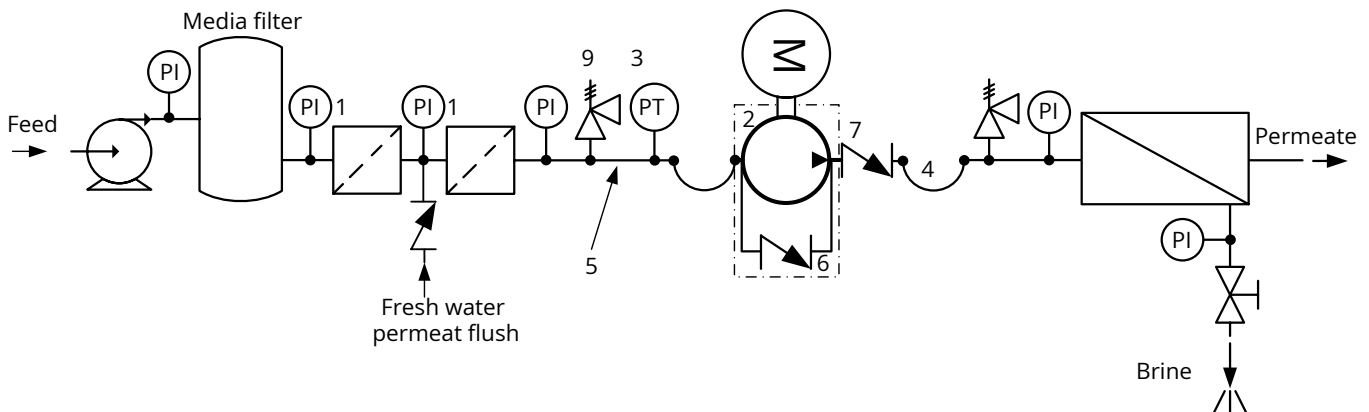 Media filter
M
PI
9
3
PI
1
PI
1
PI
PT
2
7
PI
Feed
4
Permeate
5
6
PI
Fresh water
permeat flush
Brine